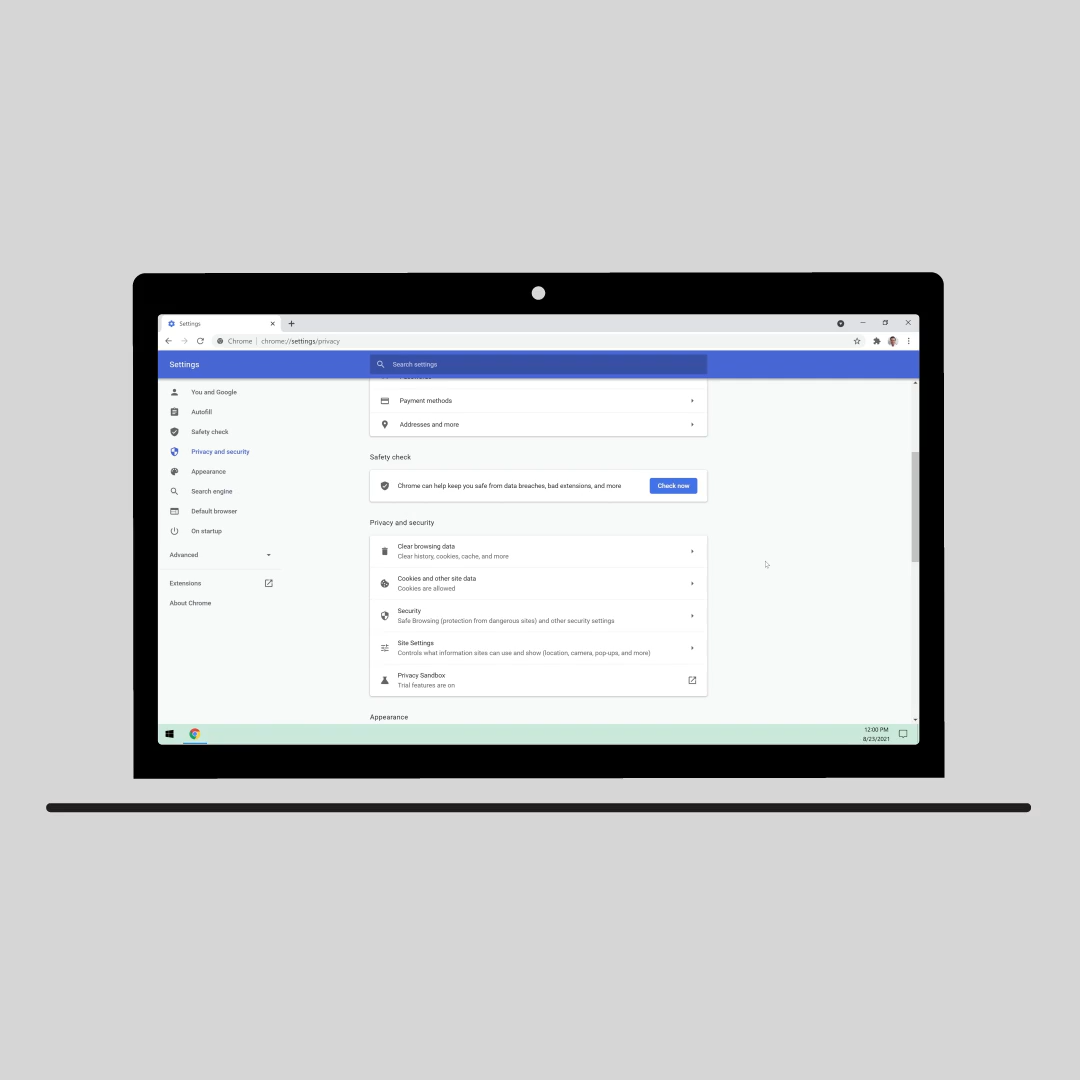 Settings
Chrome
chrome://settings/privacy
Settings
Search settings
You and Google
Autofill
Safety check
Privacy and security
Appearance
Search engine
Default browser
On startup
Advanced
Extensions
About Chrome
Payment methods
Addresses and more
Safety check
Chrome can help keep you safe from data breaches, bad extensions, and more
Check now
Privacy and security
Clear browsing data
Clear history, cookies, cache, and more
Cookies and other site data
Cookies are allowed
Security
Safe Browsing (protection from dangerous sites) and other security settings
Site Settings
Controls what information sites can use and show (location, camera, pop-ups, and more)
Privacy Sandbox
Trial features are on
Appearance
12:00 PM
8/23/2021